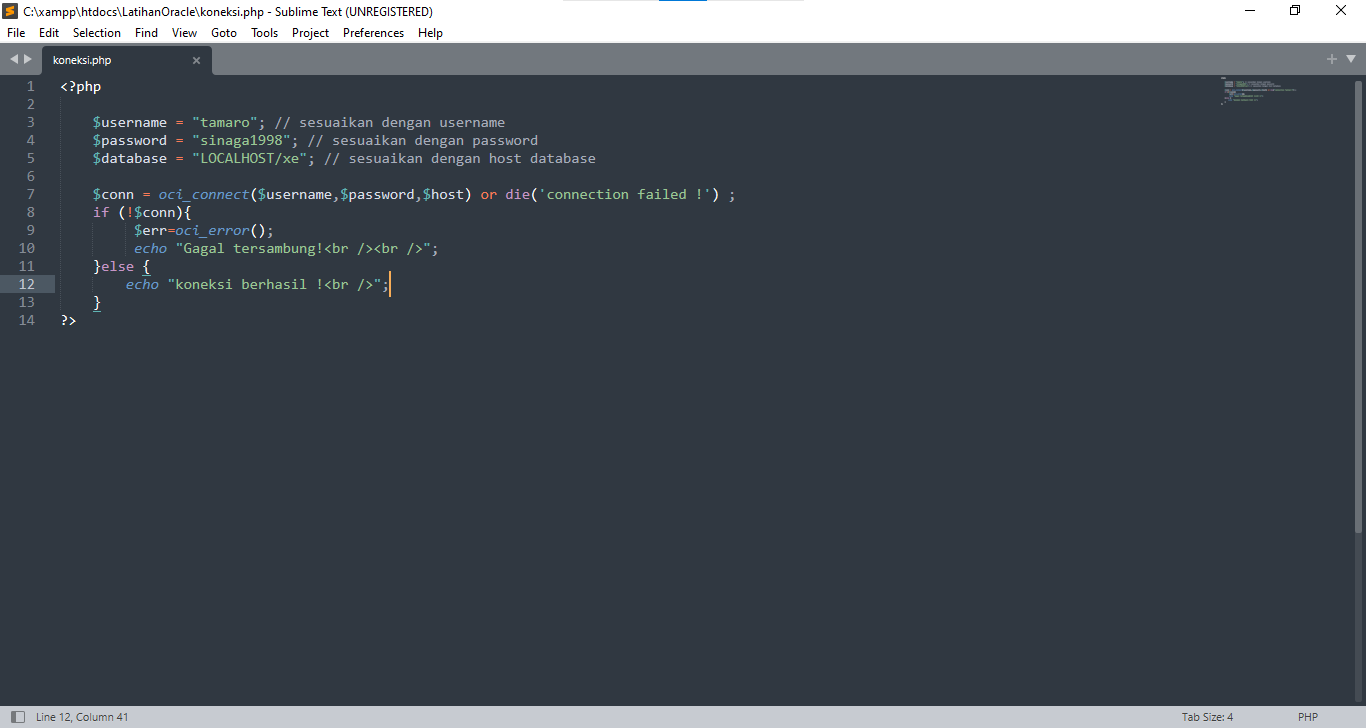 C:\xampp\htdocs\LatihanOracle\koneksi.php - Sublime Text (UNREGISTERED)
File Edit Selection Find View Goto Tools Project Preferences Help
koneksi.php
1 <?php
2
3 $username = "tamaro"; // sesuaikan dengan username
4 $password = "sinaga1998"; // sesuaikan dengan password
5 $database = "LOCALHOST/xe"; // sesuaikan dengan host database
6
7 $conn = oci_connect($username,$password,$host) or die('connection failed !') ;
8 if (!$conn){
9 $err=oci_error();
10 echo "Gagal tersambung!<br /><br />";
11 }else {
12 echo "koneksi berhasil !<br />";
13 }
14 ?>
Line 12, Column 41 Tab Size: 4 PHP